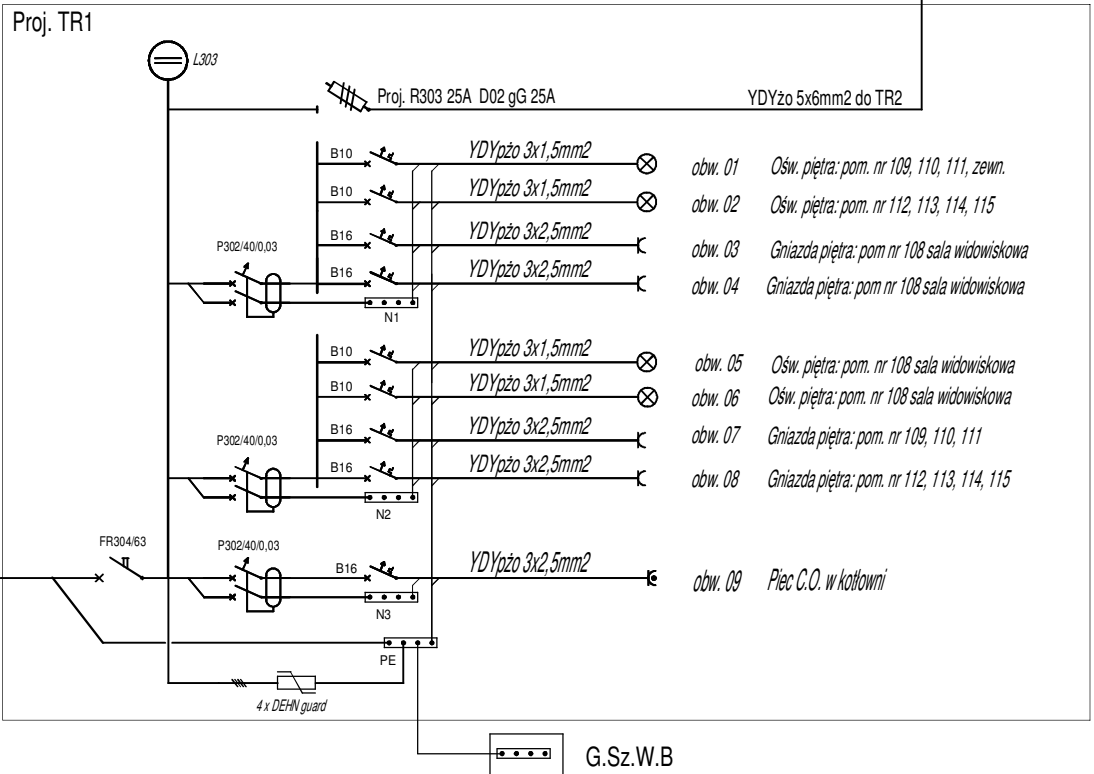 Proj. TR1
L303
Proj. R303 25A D02 gG 25A
YDYżo 5x6mm2 do TR2
B10 YDYpżo 3x1,5mm2 obw. 01 Ośw. piętra: pom. nr 109, 110, 111, zewn.
B10 YDYpżo 3x1,5mm2 obw. 02 Ośw. piętra: pom. nr 112, 113, 114, 115
B16 YDYpżo 3x2,5mm2 obw. 03 Gniazda piętra: pom nr 108 sala widowiskowa
P302/40/0,03
B16 YDYpżo 3x2,5mm2 obw. 04 Gniazda piętra: pom nr 108 sala widowiskowa
N1
B10 YDYpżo 3x1,5mm2 obw. 05 Ośw. piętra: pom. nr 108 sala widowiskowa
B10 YDYpżo 3x1,5mm2 obw. 06 Ośw. piętra: pom. nr 108 sala widowiskowa
B16 YDYpżo 3x2,5mm2 obw. 07 Gniazda piętra: pom. nr 109, 110, 111
P302/40/0,03
B16 YDYpżo 3x2,5mm2 obw. 08 Gniazda piętra: pom. nr 112, 113, 114, 115
N2
FR304/63
P302/40/0,03
B16 YDYpżo 3x2,5mm2 obw. 09 Piec C.O. w kotłowni
N3
PE
4 x DEHN guard
G.Sz.W.B